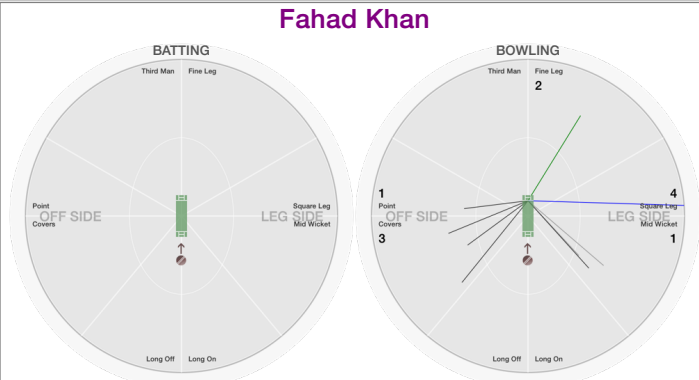 Fahad Khan
BATTING
Third Man Fine Leg
Point
OFF SIDE
Covers
Square Leg
LEG SIDE
Mid Wicket
Long Off Long On
BOWLING
Third Man Fine Leg
2
1
Point
OFF SIDE
Covers
3
4
Square Leg
LEG SIDE
Mid Wicket
1
Long Off Long On